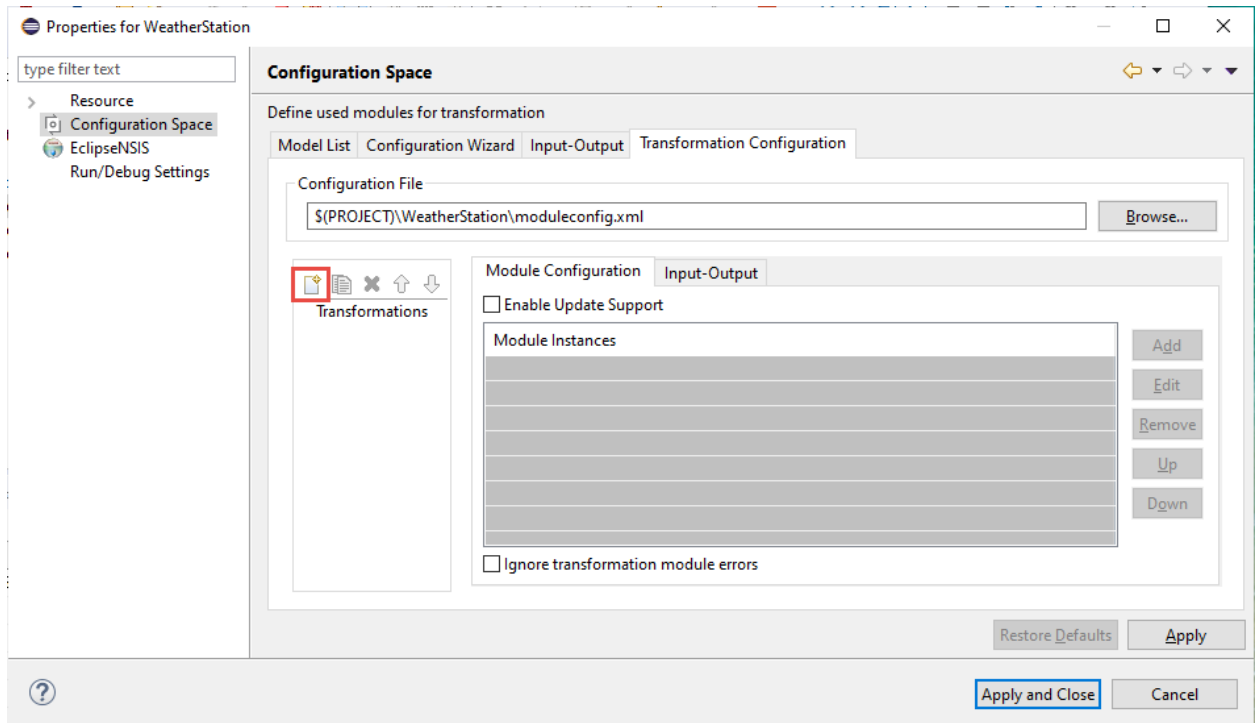 Properties for WeatherStation
type filter text
Resource
Configuration Space
EclipseNSIS
Run/Debug Settings
Configuration Space
Define used modules for transformation
Model List Configuration Wizard Input-Output Transformation Configuration
Configuration File
$(PROJECT)\WeatherStation\moduleconfig.xml Browse...
Transformations
Module Configuration Input-Output
Enable Update Support
Module Instances
Add
Edit
Remove
Up
Down
Ignore transformation module errors
Restore Defaults Apply
Apply and Close Cancel